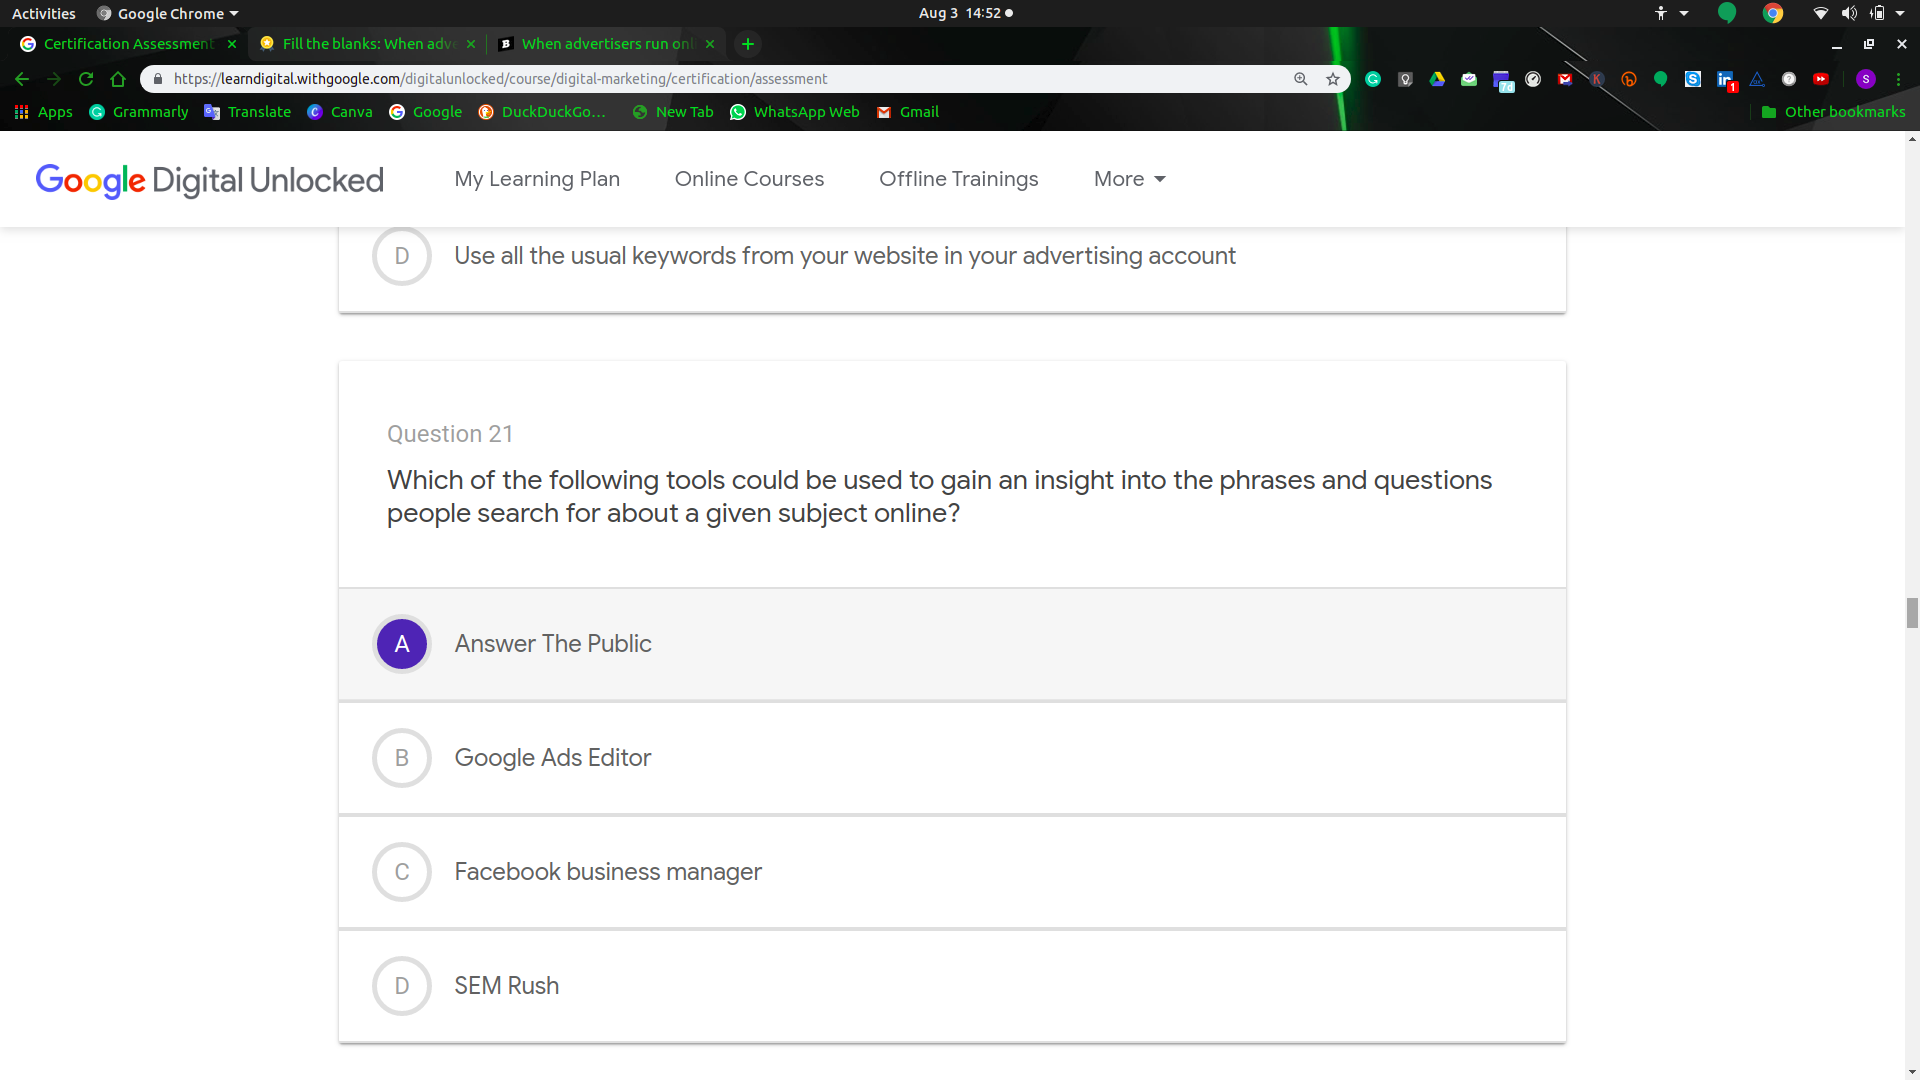 Activities Google Chrome Aug 3 14:52
Certification Assessment Fill the blanks: When adve When advertisers run onl
https://learndigital.withgoogle.com/digitalunlocked/course/digital-marketing/certification/assessment 7d 1 S
Apps Grammarly Translate Canva Google DuckDuckGo... New Tab WhatsApp Web Gmail Other bookmarks
Google Digital Unlocked My Learning Plan Online Courses Offline Trainings More
D Use all the usual keywords from your website in your advertising account
Question 21
Which of the following tools could be used to gain an insight into the phrases and questions
people search for about a given subject online?
A Answer The Public
B Google Ads Editor
C Facebook business manager
D SEM Rush